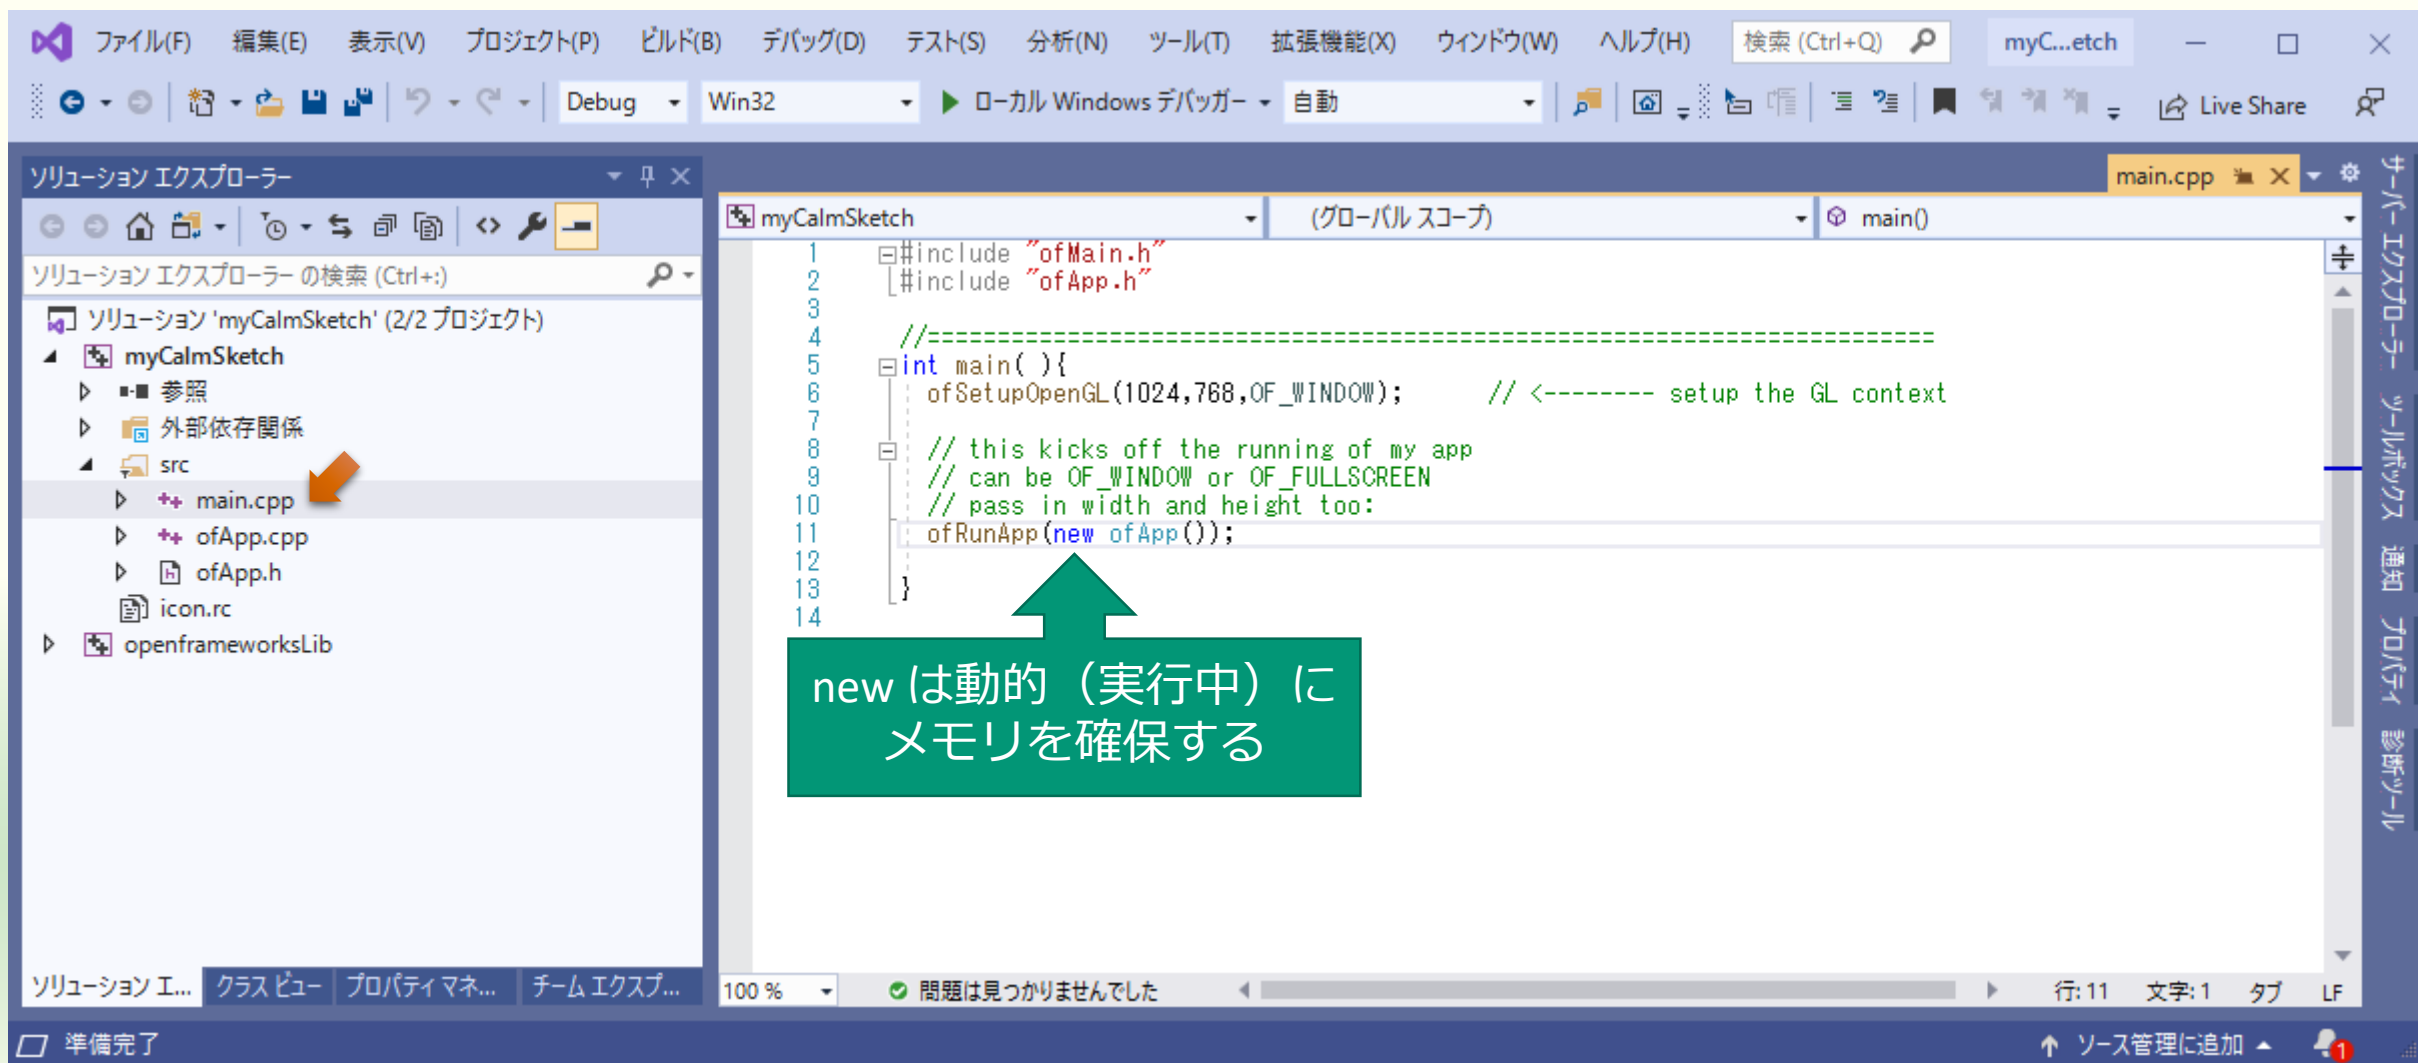 ファイル(F) 編集(E) 表示(V) プロジェクト(P) ビルド(B) デバッグ(D) テスト(S) 分析(N) ツール(T) 拡張機能(X) ウィンドウ(W) ヘルプ(H) 検索 (Ctrl+Q) myC...etch
Debug Win32 ローカル Windows デバッガー 自動 Live Share
ソリューション エクスプローラー
ソリューション エクスプローラー の検索 (Ctrl+:)
ソリューション 'myCalmSketch' (2/2 プロジェクト)
myCalmSketch
参照
外部依存関係
src
main.cpp
ofApp.cpp
ofApp.h
icon.rc
openframeworksLib
ソリューション エ... クラス ビュー プロパティ マネ... チーム エクスプ...
main.cpp
myCalmSketch (グローバル スコープ) main()
1 #include "ofMain.h"
2 #include "ofApp.h"
3
4 //========================================================================
5 int main( ){
6 ofSetupOpenGL(1024,768,OF_WINDOW); // <-------- setup the GL context
7
8 // this kicks off the running of my app
9 // can be OF_WINDOW or OF_FULLSCREEN
10 // pass in width and height too:
11 ofRunApp(new ofApp());
12
13 }
14
new は動的（実行中）に
メモリを確保する
100 % 問題は見つかりませんでした 行: 11 文字: 1 タブ LF
サーバー エクスプローラー
ツールボックス
通知
プロパティ
診断ツール
準備完了 ソース管理に追加 1